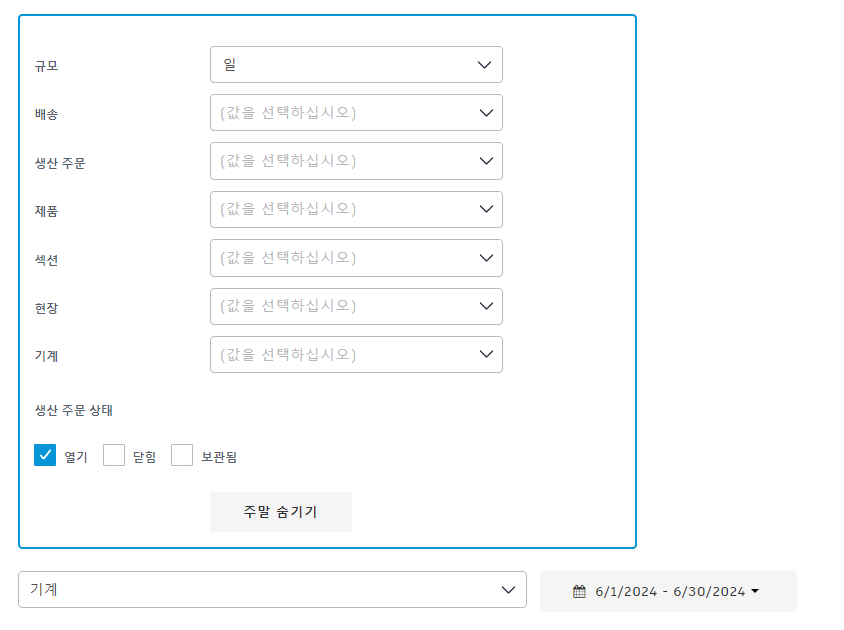 규모 일
배송 (값을 선택하십시오)
생산 주문 (값을 선택하십시오)
제품 (값을 선택하십시오)
섹션 (값을 선택하십시오)
현장 (값을 선택하십시오)
기계 (값을 선택하십시오)
생산 주문 상태
열기 닫힘 보관됨
주말 숨기기
기계 6/1/2024 - 6/30/2024